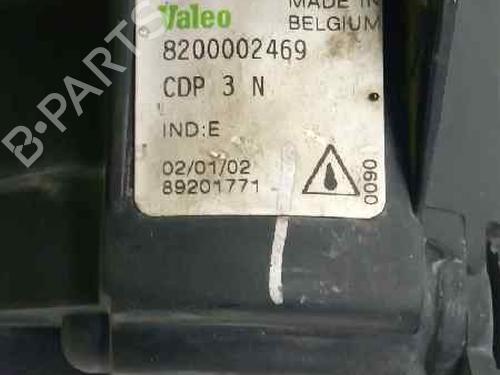 Valeo
MADE IN
BELGIUM
8200002469
CDP 3 N
IND:E
02/01/02
89201771
0090
B-PARTS